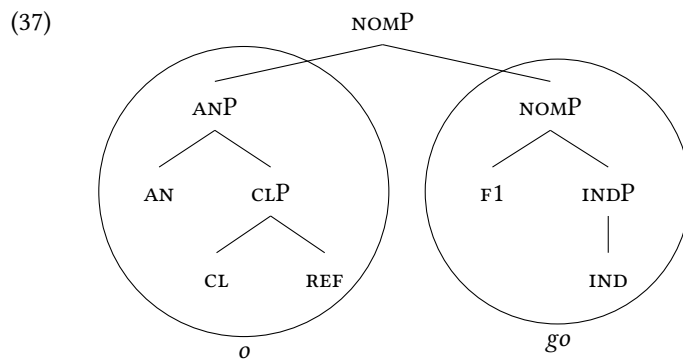 (37) NOMP
ANP NOMP
AN CLP F1 INDP
CL REF IND
o go